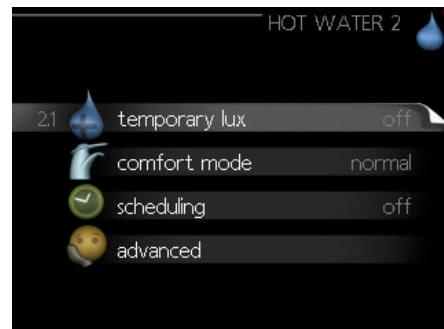 HOT WATER 2
2.1 temporary lux off
comfort mode normal
scheduling off
advanced